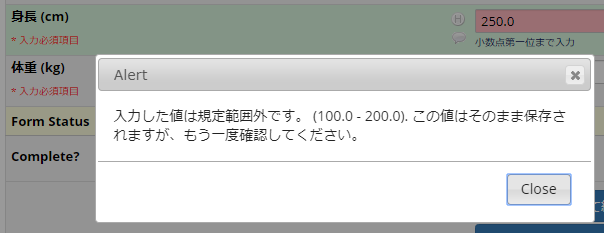 身長 (cm)
H
250.0
* 入力必須項目
小数点第一位まで入力
体重 (kg)
* 入力必須項目
Alert
入力した値は規定範囲外です。 (100.0 - 200.0). この値はそのまま保存さ
れますが、もう一度確認してください。
Form Status
Complete?
Close